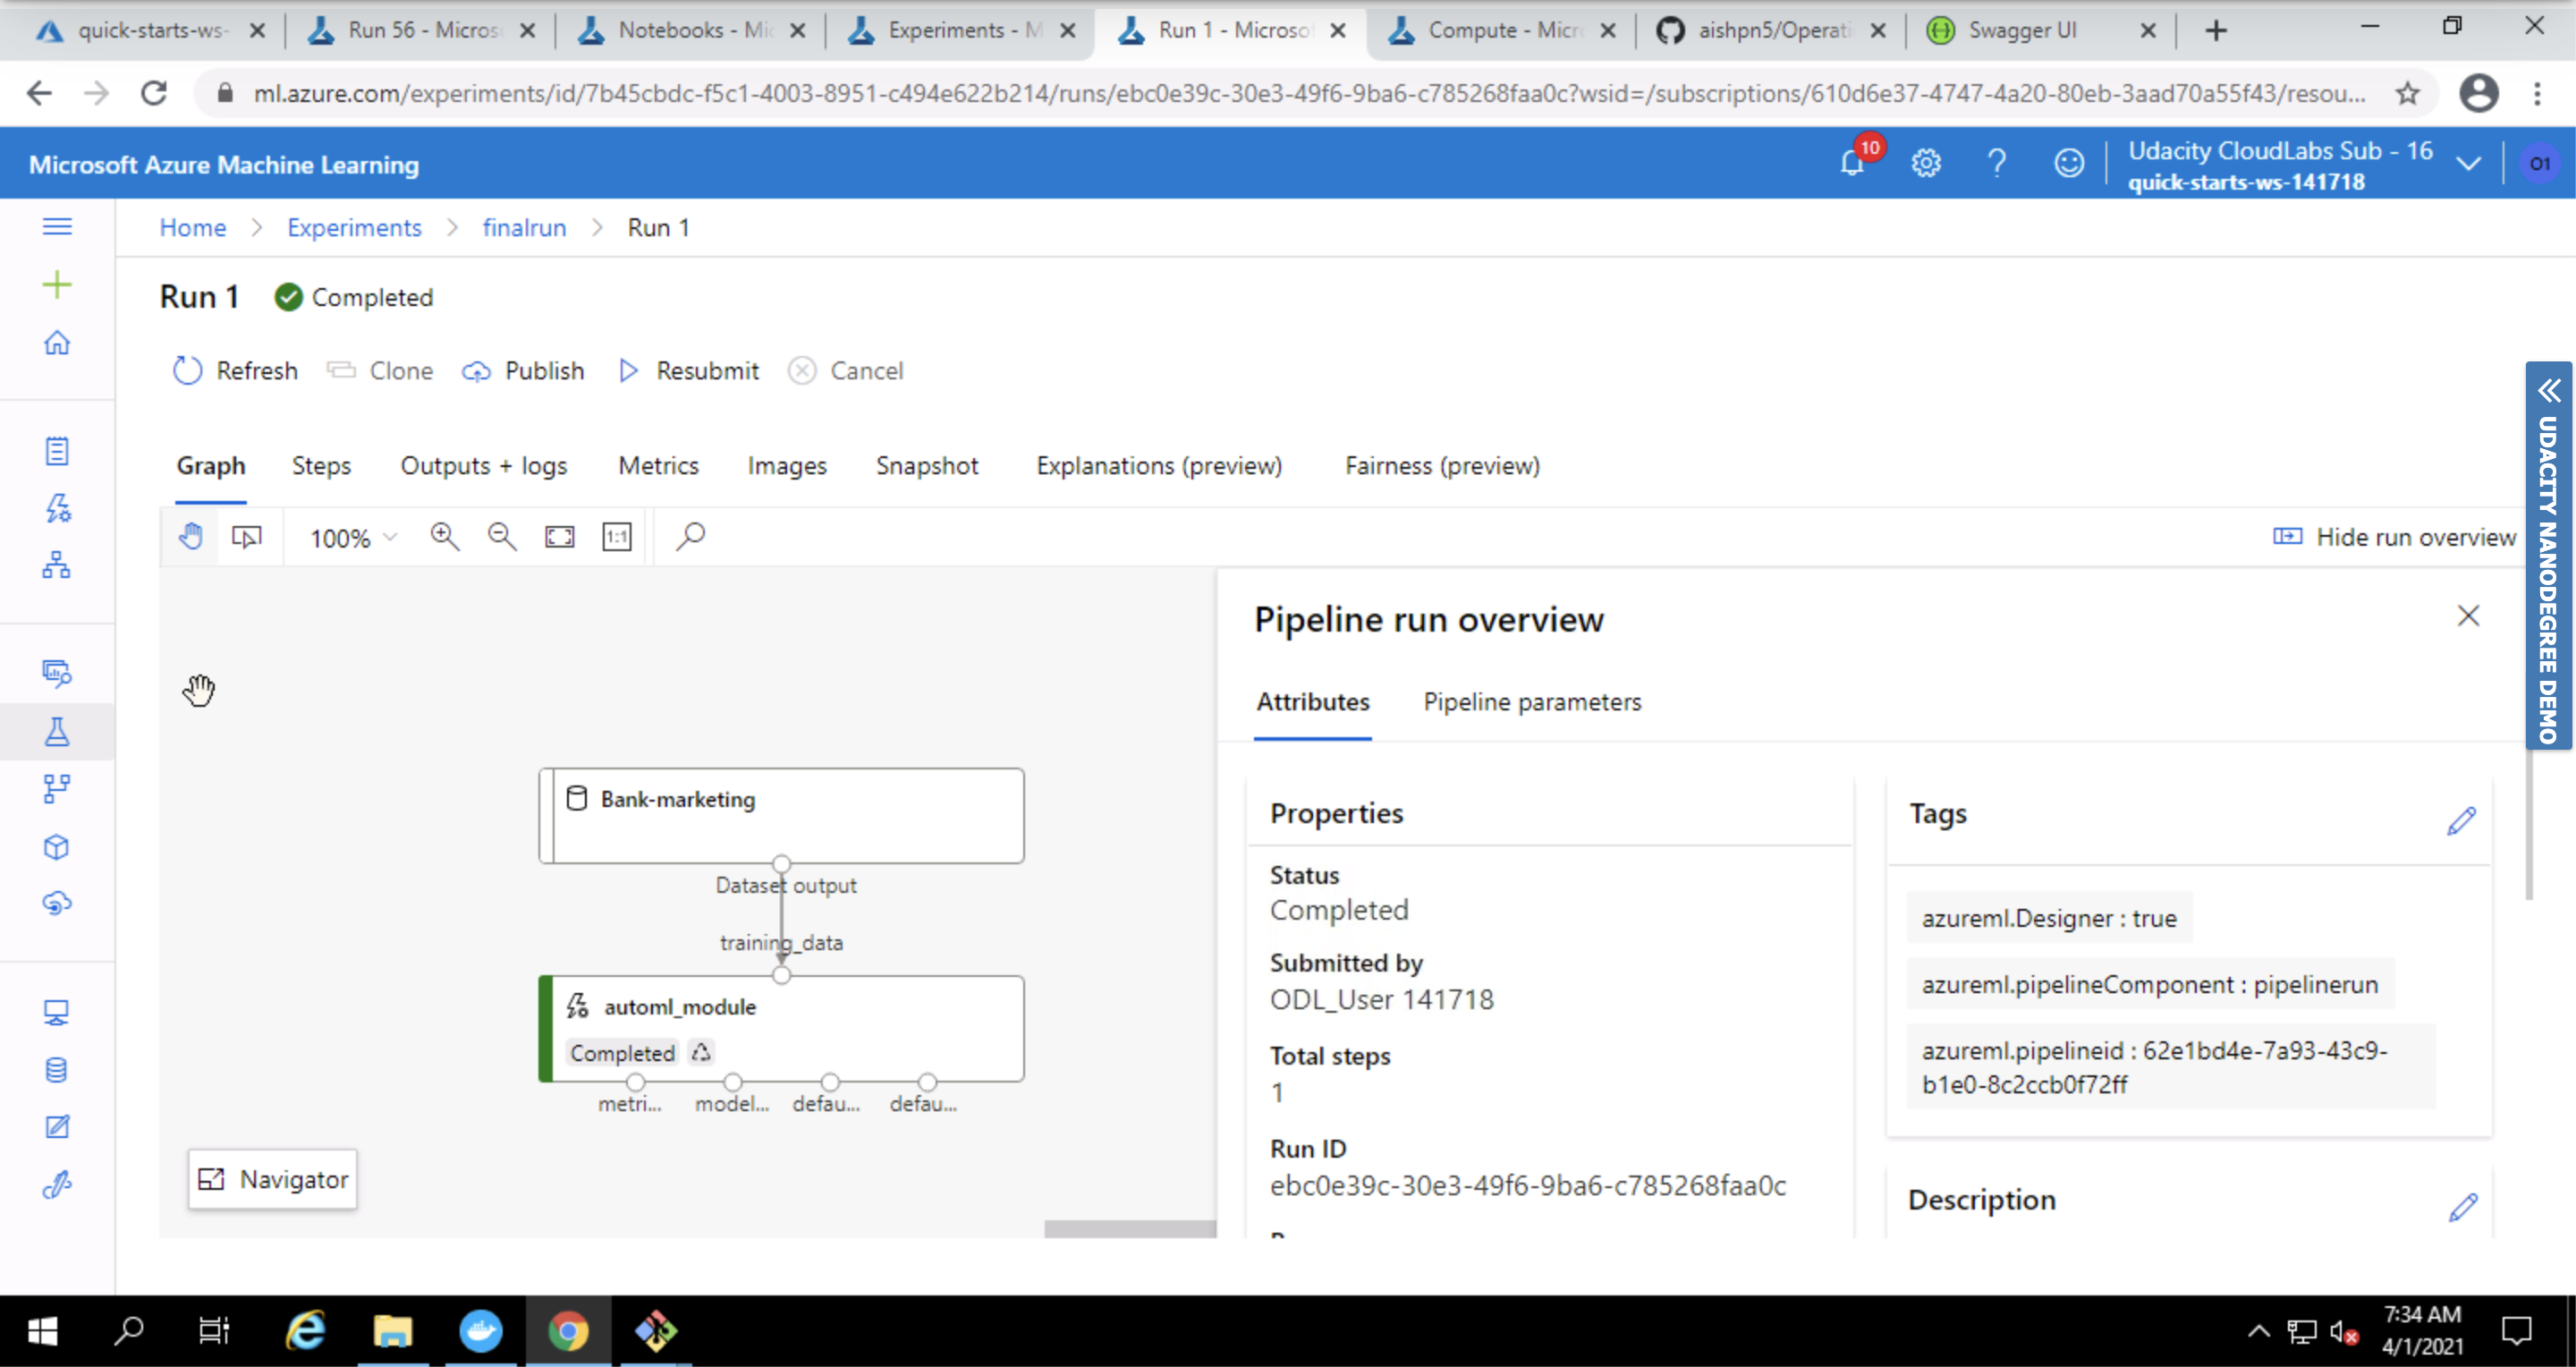 quick-starts-ws-
Run 56 - Micros
Notebooks - Mi
Experiments - M
Run 1 - Microso
Compute - Micr
aishpn5/Operati
Swagger UI
ml.azure.com/experiments/id/7b45cbdc-f5c1-4003-8951-c494e622b214/runs/ebc0e39c-30e3-49f6-9ba6-c785268faa0c?wsid=/subscriptions/610d6e37-4747-4a20-80eb-3aad70a55f43/resou...
Microsoft Azure Machine Learning
10
Udacity CloudLabs Sub - 16
quick-starts-ws-141718
O1
Home > Experiments > finalrun > Run 1
Run 1 Completed
Refresh Clone Publish Resubmit Cancel
Graph Steps Outputs + logs Metrics Images Snapshot Explanations (preview) Fairness (preview)
100% 1:1 Hide run overview
UDACITY NANODEGREE DEMO
Bank-marketing
Dataset output
training_data
automl_module
Completed
metri... model... defau... defau...
Navigator
Pipeline run overview
Attributes Pipeline parameters
Properties
Status
Completed
Submitted by
ODL_User 141718
Total steps
1
Run ID
ebc0e39c-30e3-49f6-9ba6-c785268faa0c
Tags
azureml.Designer : true
azureml.pipelineComponent : pipelinerun
azureml.pipelineid : 62e1bd4e-7a93-43c9-
b1e0-8c2ccb0f72ff
Description
7:34 AM
4/1/2021